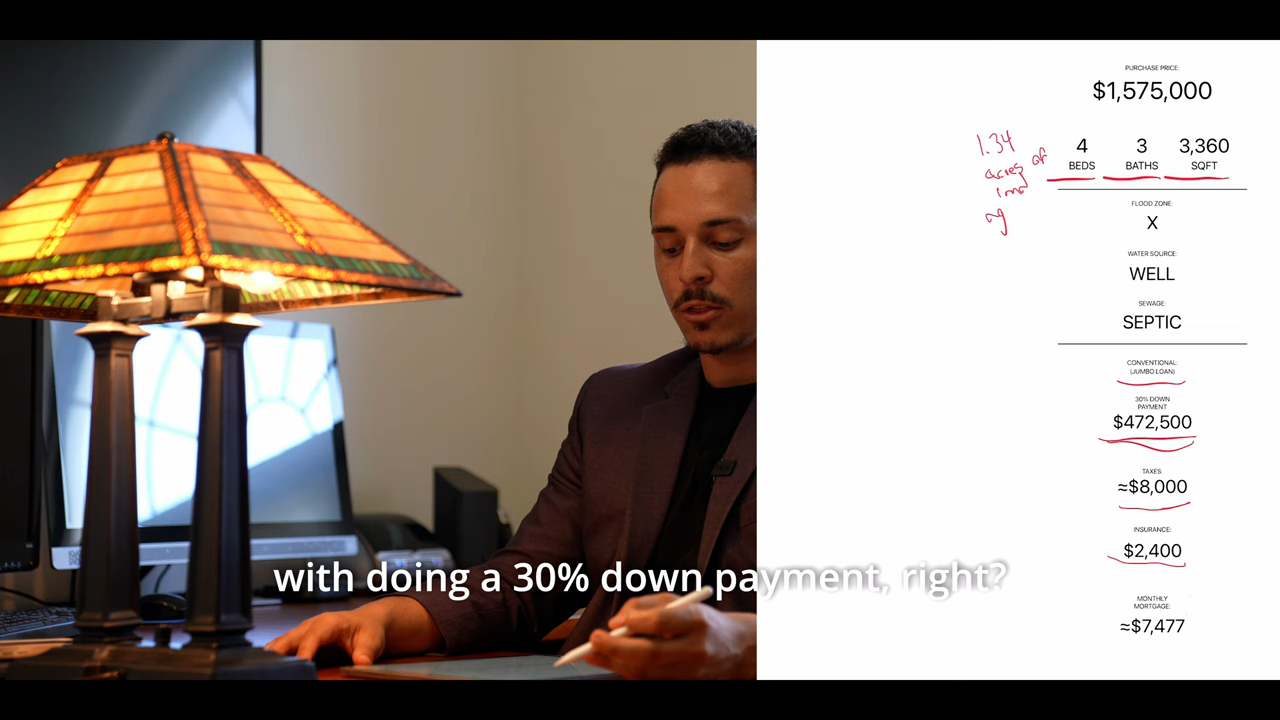 PURCHASE PRICE:
$1,575,000
4 3 3,360
BEDS BATHS SQFT
1.34
acres of
FLOOD ZONE:
X
WATER SOURCE:
WELL
SEWAGE:
SEPTIC
CONVENTIONAL:
(JUMBO LOAN)
30% DOWN
PAYMENT
$472,500
TAXES:
≈$8,000
INSURANCE:
$2,400
MONTHLY
MORTGAGE:
≈$7,477
with doing a 30% down payment, right?